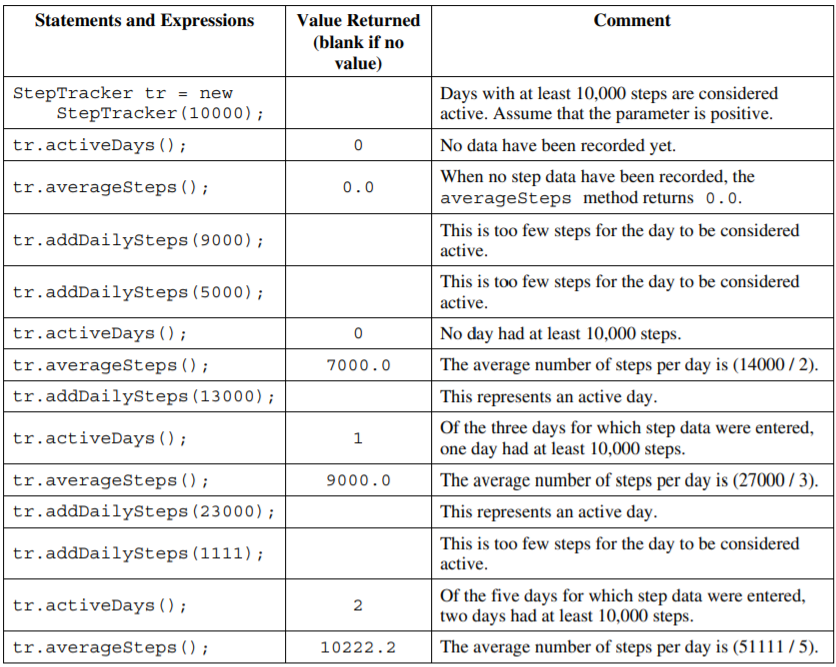 Statements and Expressions
Value Returned
(blank if no
value)
Comment
StepTracker tr = new
StepTracker(10000);
Days with at least 10,000 steps are considered
active. Assume that the parameter is positive.
tr.activeDays();
0
No data have been recorded yet.
tr.averageSteps();
0.0
When no step data have been recorded, the
averageSteps method returns 0.0.
tr.addDailySteps(9000);
This is too few steps for the day to be considered
active.
tr.addDailySteps(5000);
This is too few steps for the day to be considered
active.
tr.activeDays();
0
No day had at least 10,000 steps.
tr.averageSteps();
7000.0
The average number of steps per day is (14000 / 2).
tr.addDailySteps(13000);
This represents an active day.
tr.activeDays();
1
Of the three days for which step data were entered,
one day had at least 10,000 steps.
tr.averageSteps();
9000.0
The average number of steps per day is (27000 / 3).
tr.addDailySteps(23000);
This represents an active day.
tr.addDailySteps(1111);
This is too few steps for the day to be considered
active.
tr.activeDays();
2
Of the five days for which step data were entered,
two days had at least 10,000 steps.
tr.averageSteps();
10222.2
The average number of steps per day is (51111 / 5).